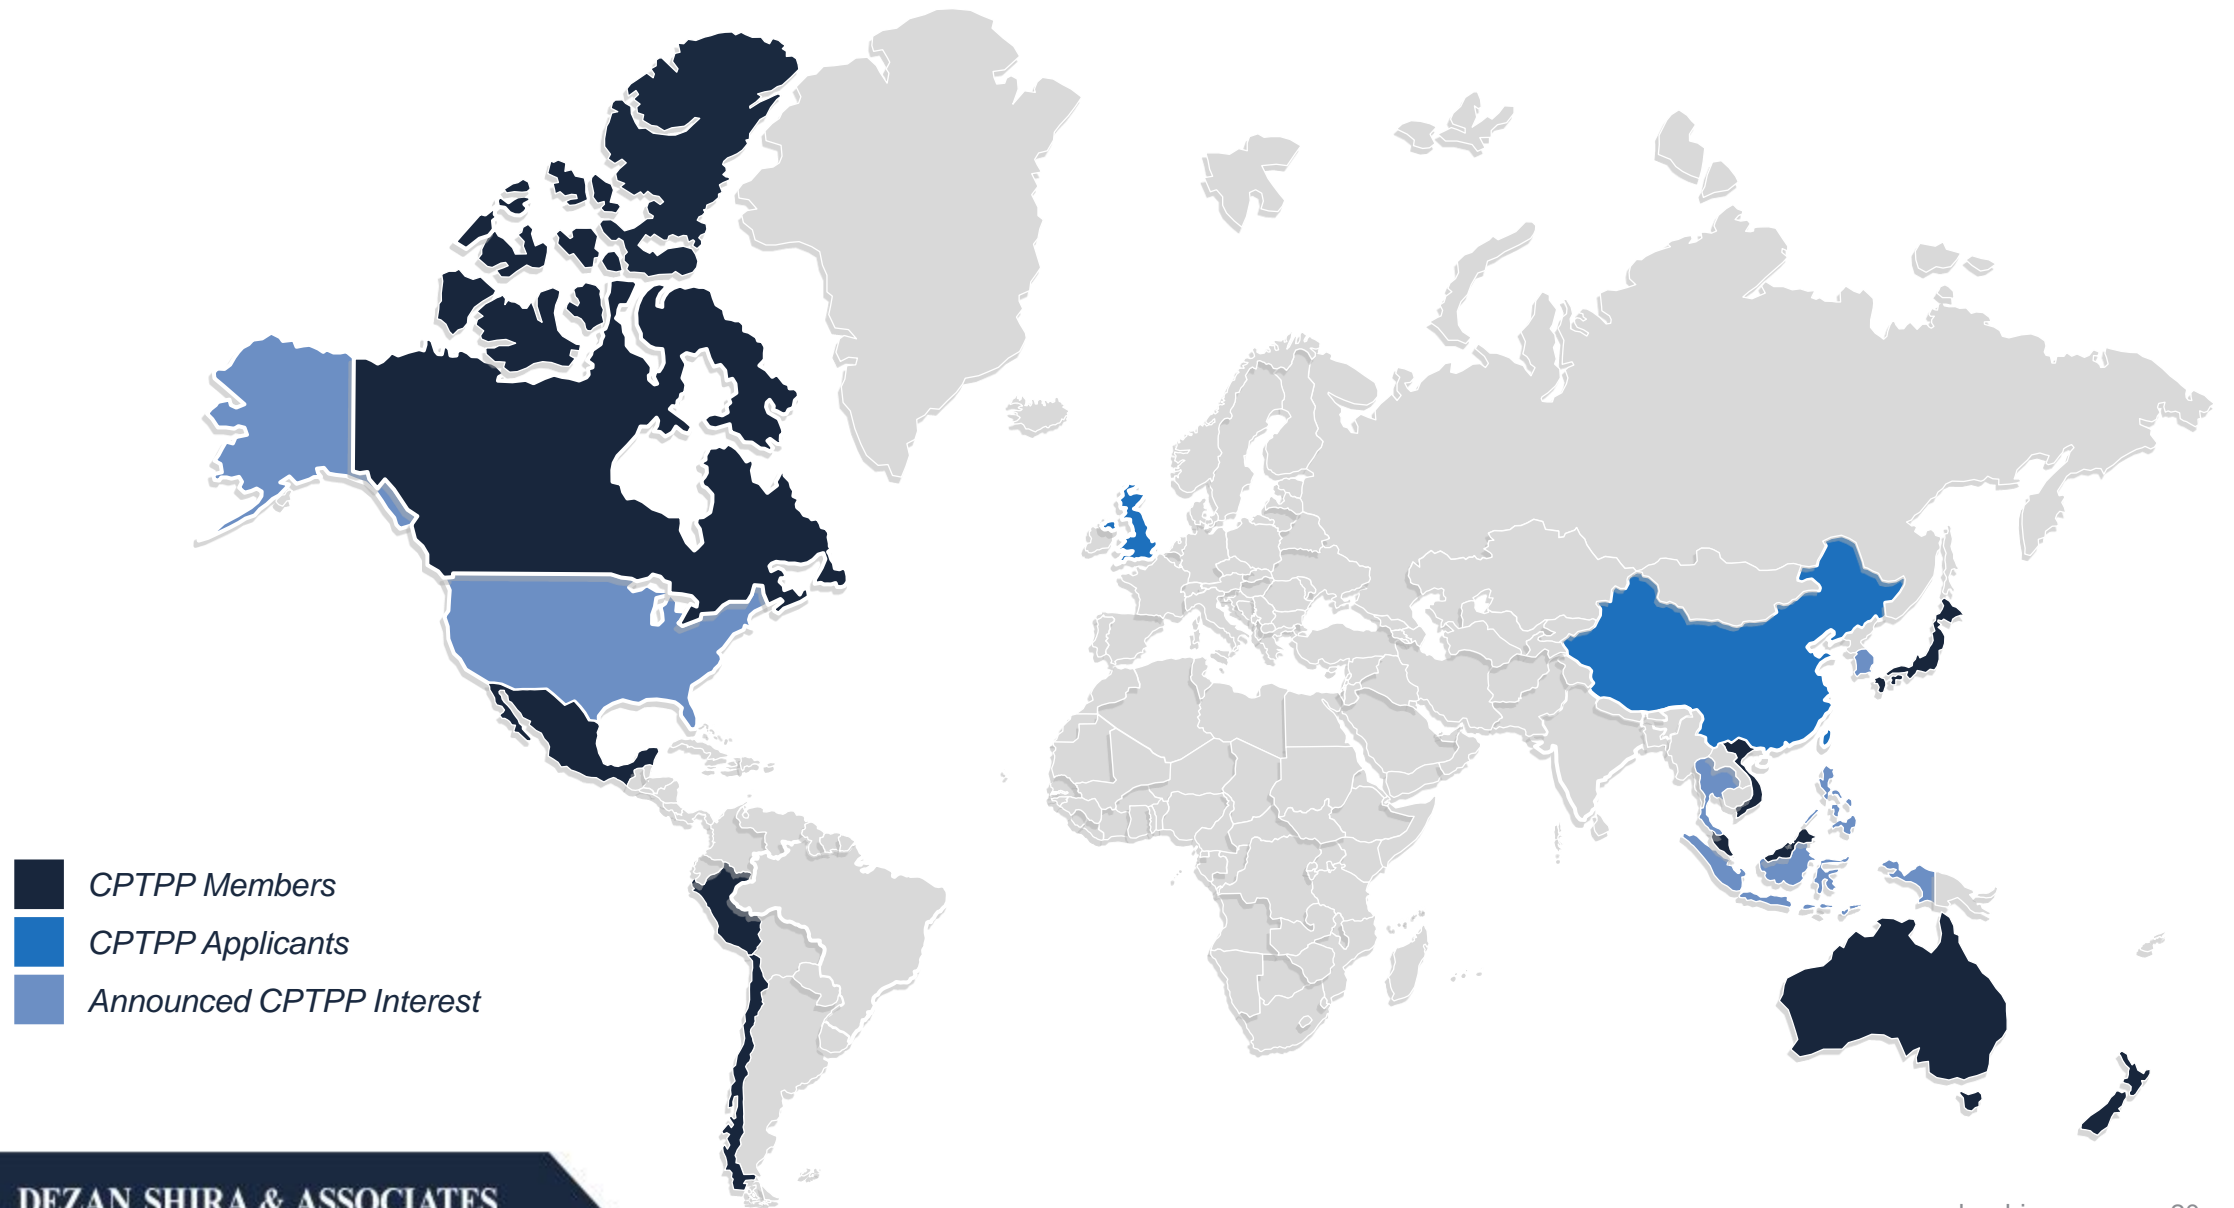 CPTPP Members
CPTPP Applicants
Announced CPTPP Interest
DEZAN SHIRA & ASSOCIATES